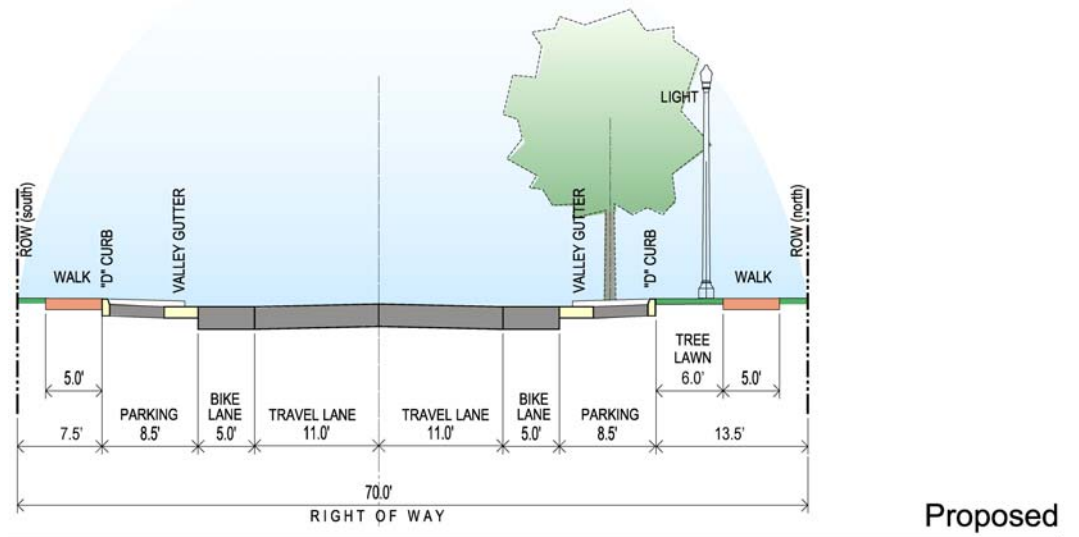 LIGHT
ROW (south)
WALK
"D" CURB
VALLEY GUTTER
VALLEY GUTTER
"D" CURB
WALK
ROW (north)
5.0'
TREE
LAWN
6.0'
5.0'
7.5'
PARKING
8.5'
BIKE
LANE
5.0'
TRAVEL LANE
11.0'
TRAVEL LANE
11.0'
BIKE
LANE
5.0'
PARKING
8.5'
13.5'
70.0'
RIGHT OF WAY
Proposed